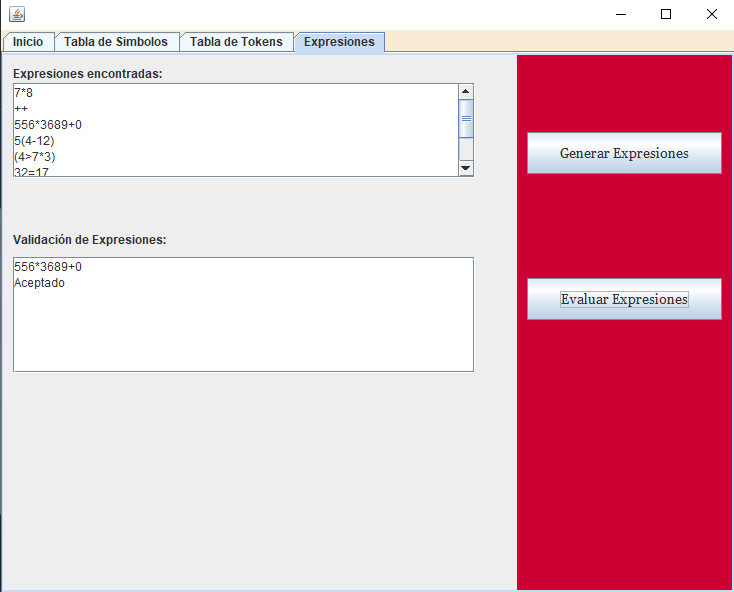 Inicio Tabla de Simbolos Tabla de Tokens Expresiones
Expresiones encontradas:
7*8
++
556*3689+0
5(4-12)
(4>7*3)
32=17
Generar Expresiones
Validación de Expresiones:
556*3689+0
Aceptado
Evaluar Expresiones